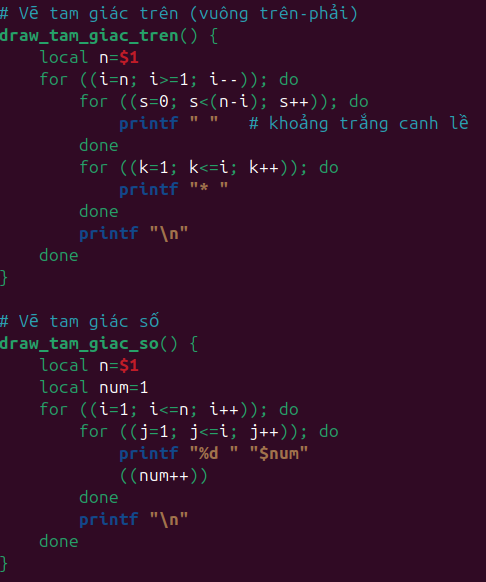 # Vẽ tam giác trên (vuông trên-phải)
draw_tam_giac_tren() {
    local n=$1
    for ((i=n; i>=1; i--)); do
        for ((s=0; s<(n-i); s++)); do
            printf " "   # khoảng trắng canh lề
        done
        for ((k=1; k<=i; k++)); do
            printf "* "
        done
        printf "\n"
    done
}

# Vẽ tam giác số
draw_tam_giac_so() {
    local n=$1
    local num=1
    for ((i=1; i<=n; i++)); do
        for ((j=1; j<=i; j++)); do
            printf "%d " "$num"
            ((num++))
        done
        printf "\n"
    done
}